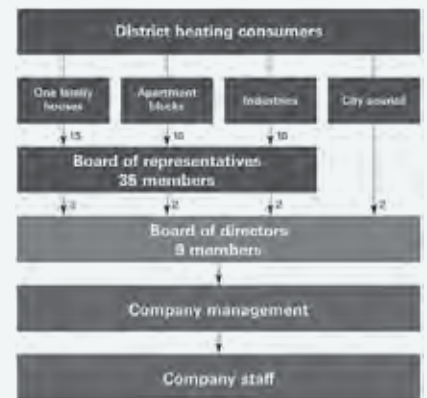 District heating consumers
One family
houses
Apartment
blocks
Industries
City council
15
10
10
Board of representatives
35 members
3
2
2
2
Board of directors
9 members
Company management
Company staff